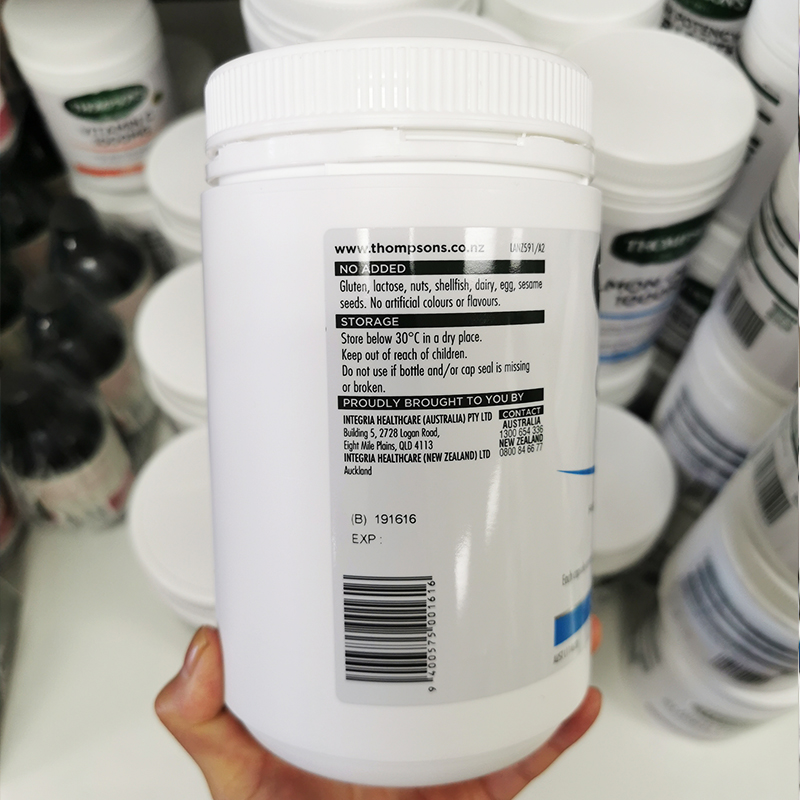 www.thompsons.co.nz
LANZ591/A2
NO ADDED
Gluten, lactose, nuts, shellfish, dairy, egg, sesame
seeds. No artificial colours or flavours.
STORAGE
Store below 30°C in a dry place.
Keep out of reach of children.
Do not use if bottle and/or cap seal is missing
or broken.
PROUDLY BROUGHT TO YOU BY
INTEGRIA HEALTHCARE (AUSTRALIA) PTY LTD
Building 5, 2728 Logan Road,
Eight Mile Plains, QLD 4113
INTEGRIA HEALTHCARE (NEW ZEALAND) LTD
Auckland
CONTACT
AUSTRALIA
1300 654 336
NEW ZEALAND
0800 84 66 77
(B) 191616
EXP :
9 400575 001616
THOMPSON'S
VITAMIN C
THOMPSON'S